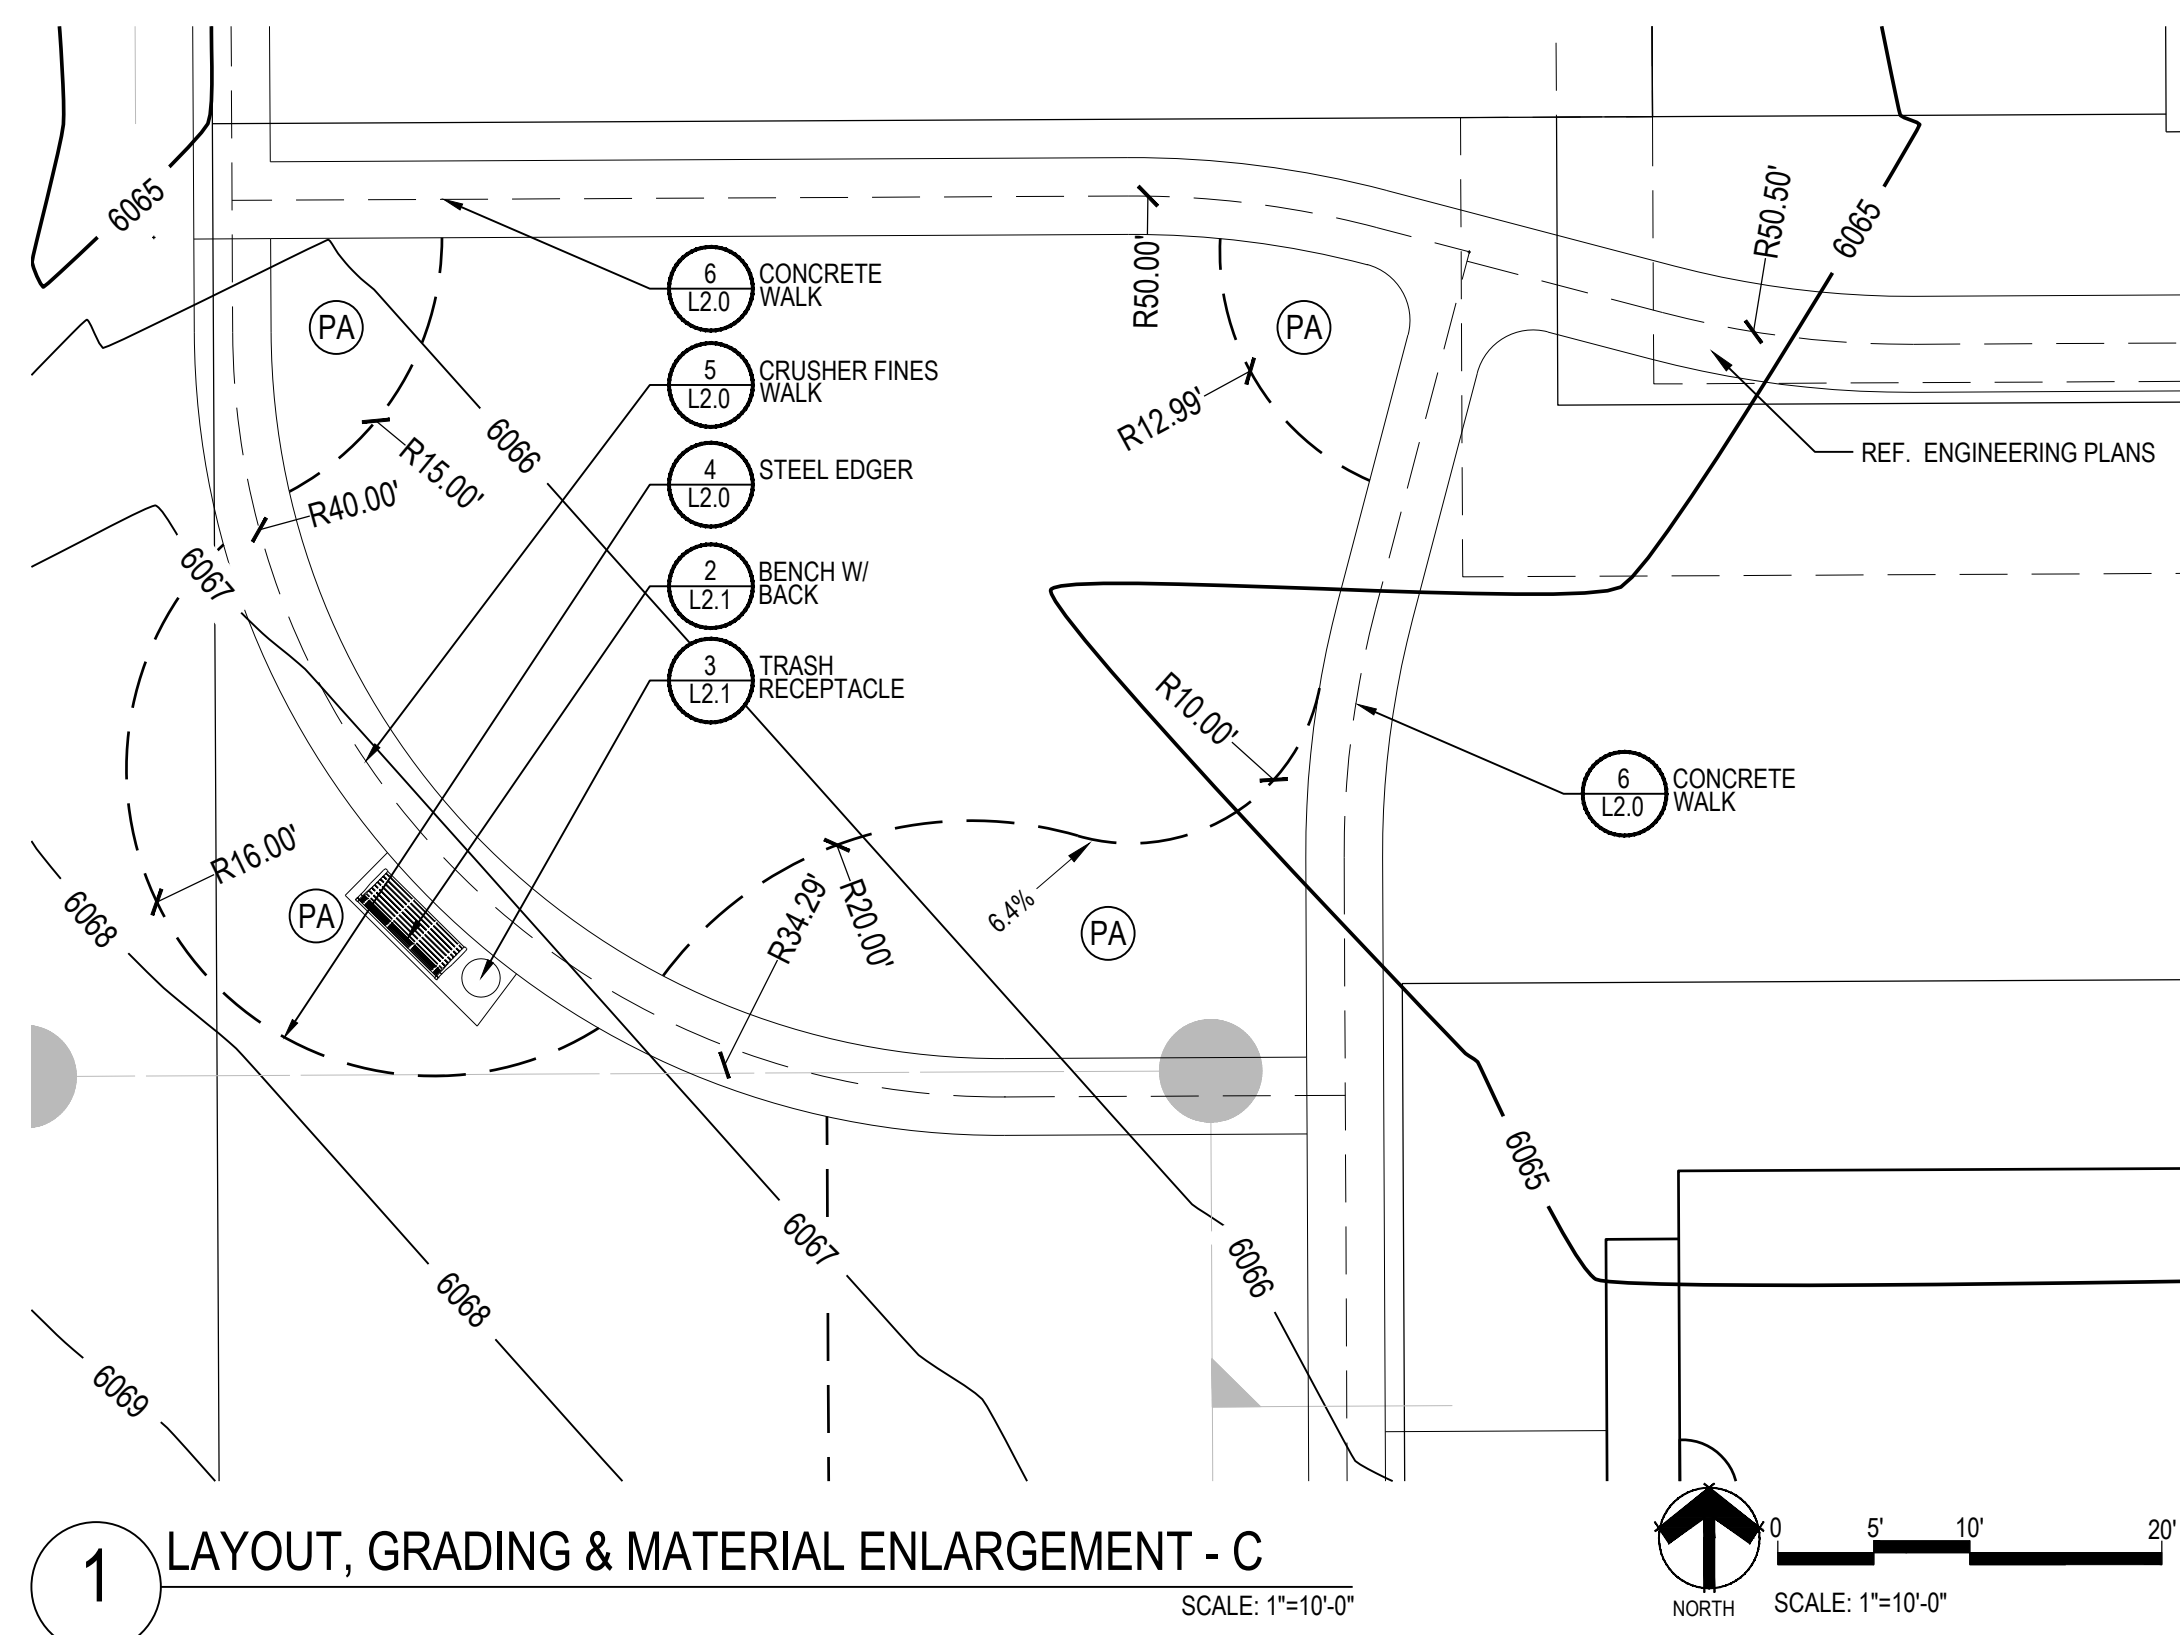 6065
R50.50'
6065
6
L2.0
CONCRETE
WALK
R50.00'
PA
PA
5
L2.0
CRUSHER FINES
WALK
R12.99'
6066
R15.00'
R40.00'
4
L2.0
STEEL EDGER
REF. ENGINEERING PLANS
6067
2
L2.1
BENCH W/
BACK
3
L2.1
TRASH
RECEPTACLE
R10.00'
6
L2.0
CONCRETE
WALK
R16.00'
6068
PA
R34.29'
R20.00'
6.4%
PA
6065
6067
6066
6068
6069
1
LAYOUT, GRADING & MATERIAL ENLARGEMENT - C
SCALE: 1"=10'-0"
NORTH
0 5' 10' 20'
SCALE: 1"=10'-0"